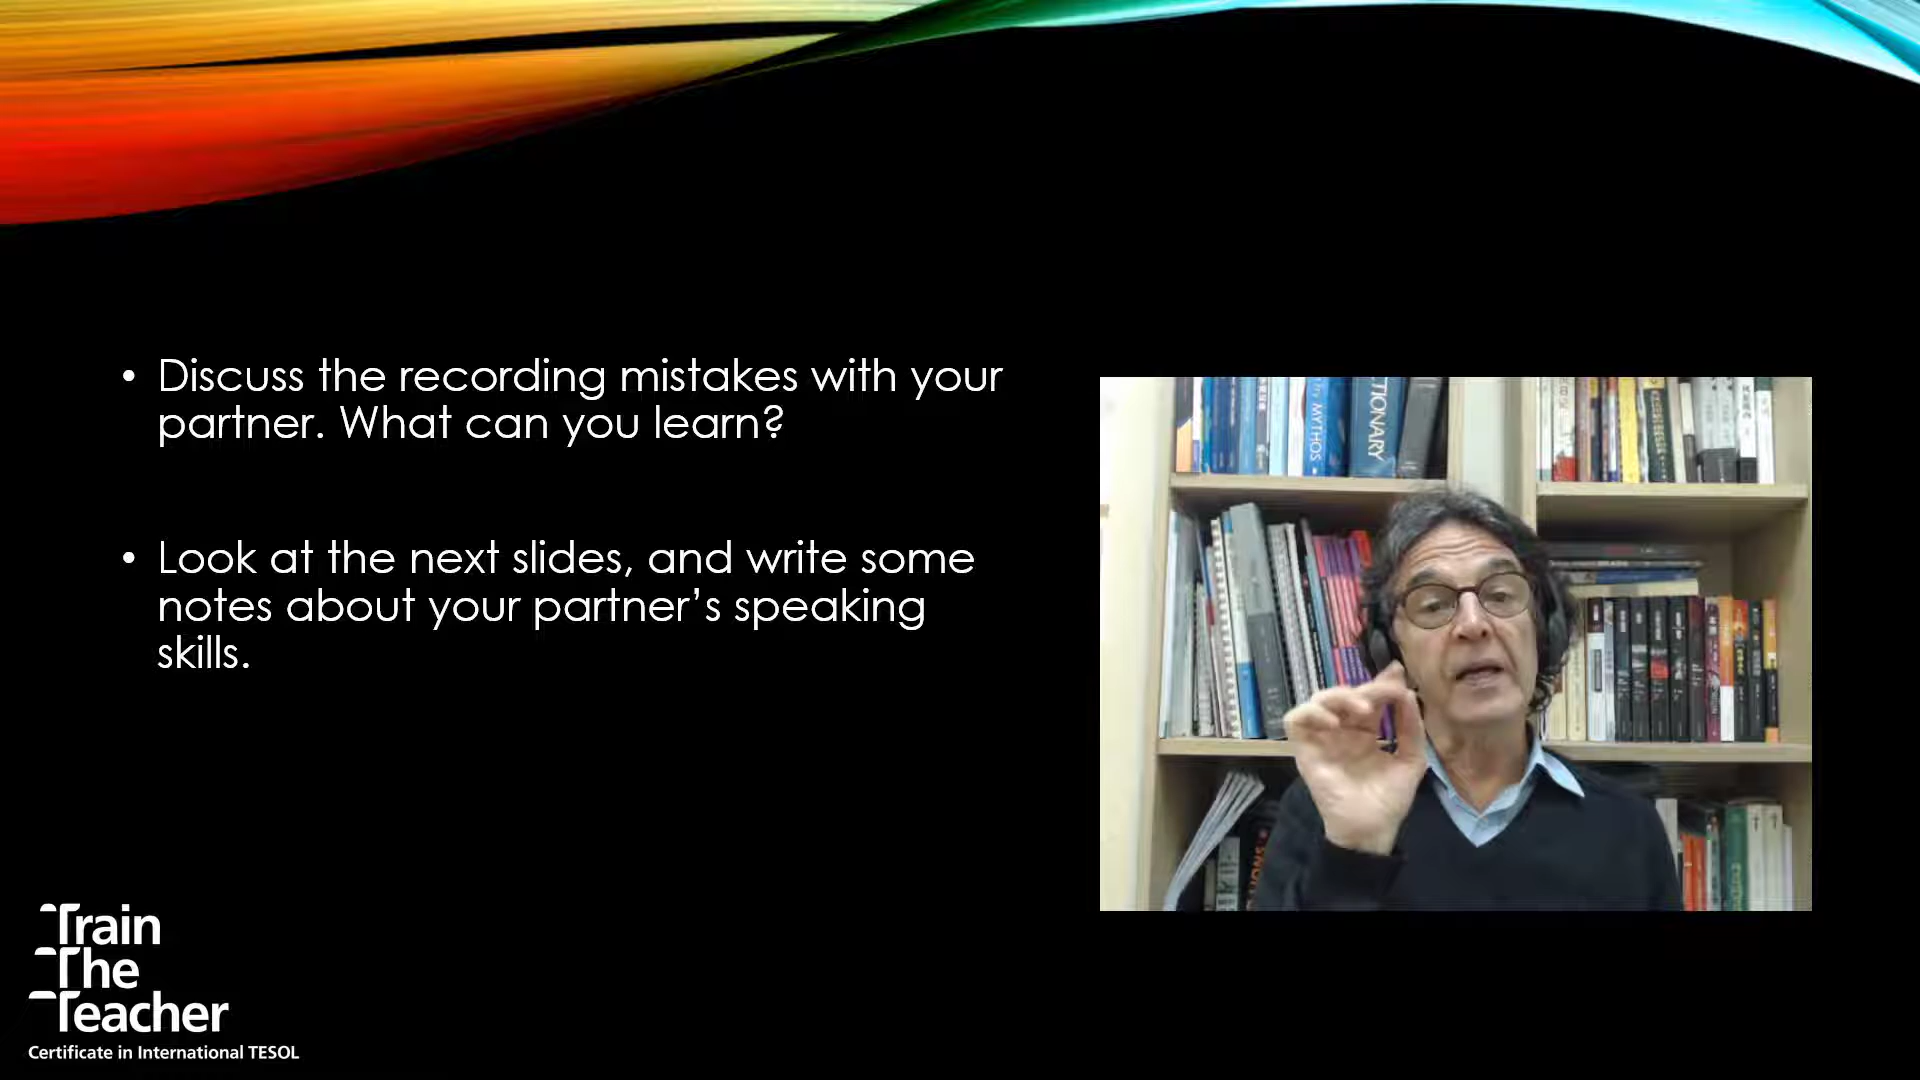 • Discuss the recording mistakes with your
partner. What can you learn?
• Look at the next slides, and write some
notes about your partner’s speaking
skills.
MYTHOS
CTIONARY
Train
The
Teacher
Certificate in International TESOL